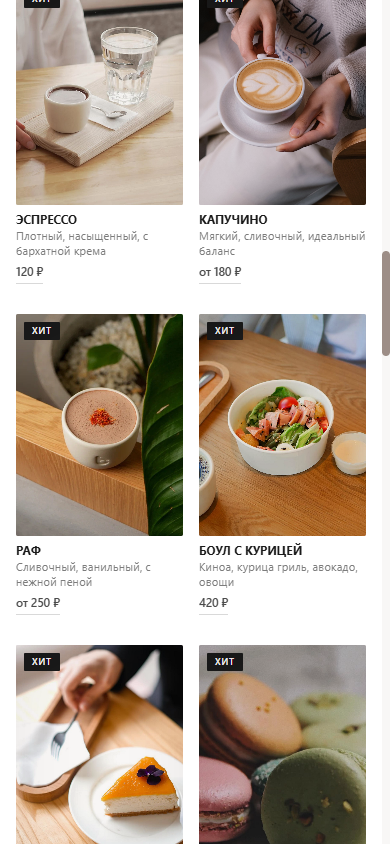 ХИТ
ХИТ
ЭСПРЕССО
Плотный, насыщенный, с
бархатной крема
120 ₽
КАПУЧИНО
Мягкий, сливочный, идеальный
баланс
от 180 ₽
ХИТ
ХИТ
РАФ
Сливочный, ванильный, с
нежной пеной
от 250 ₽
БОУЛ С КУРИЦЕЙ
Киноа, курица гриль, авокадо,
овощи
420 ₽
ХИТ
ХИТ